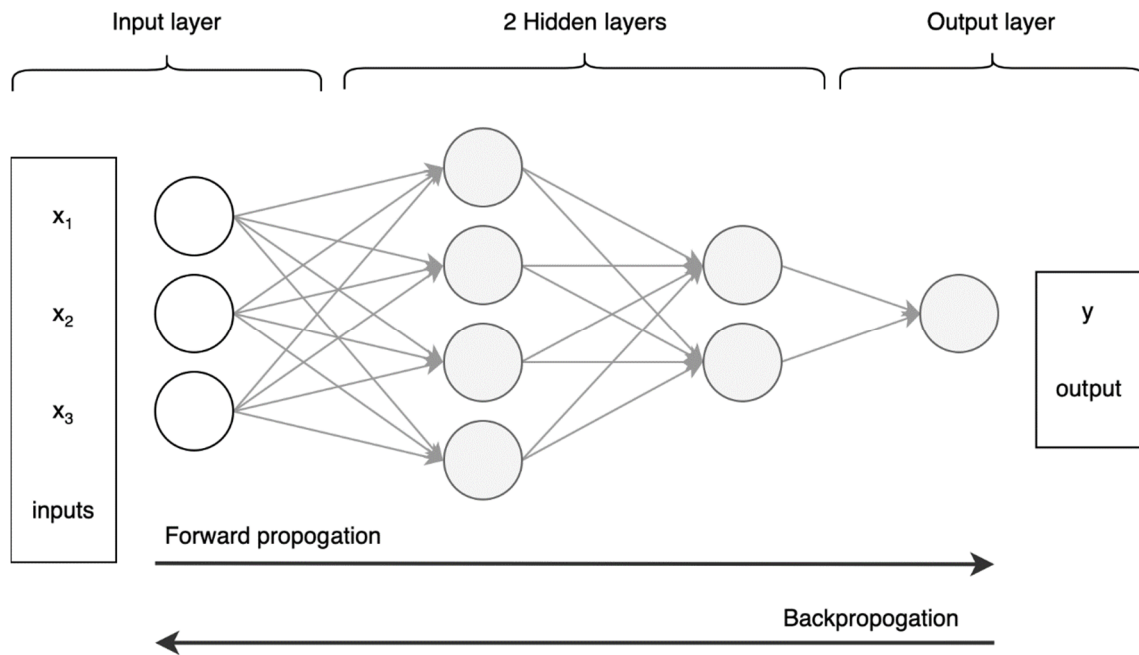 Input layer
2 Hidden layers
Output layer
x1
x2
x3
inputs
y
output
Forward propogation
Backpropogation